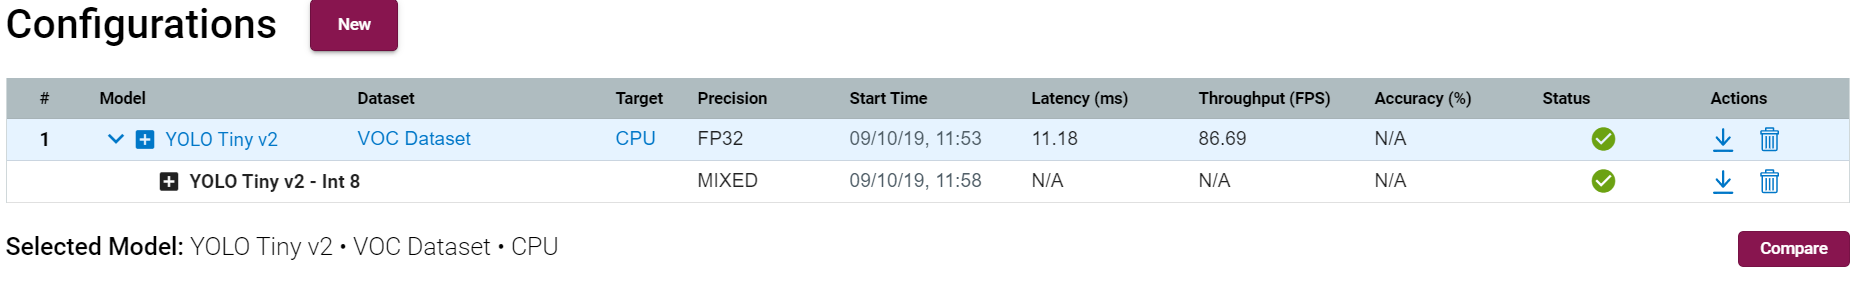 Configurations New
# Model Dataset Target Precision Start Time Latency (ms) Throughput (FPS) Accuracy (%) Status Actions
1 YOLO Tiny v2 VOC Dataset CPU FP32 09/10/19, 11:53 11.18 86.69 N/A
YOLO Tiny v2 - Int 8 MIXED 09/10/19, 11:58 N/A N/A N/A
Selected Model: YOLO Tiny v2 • VOC Dataset • CPU Compare